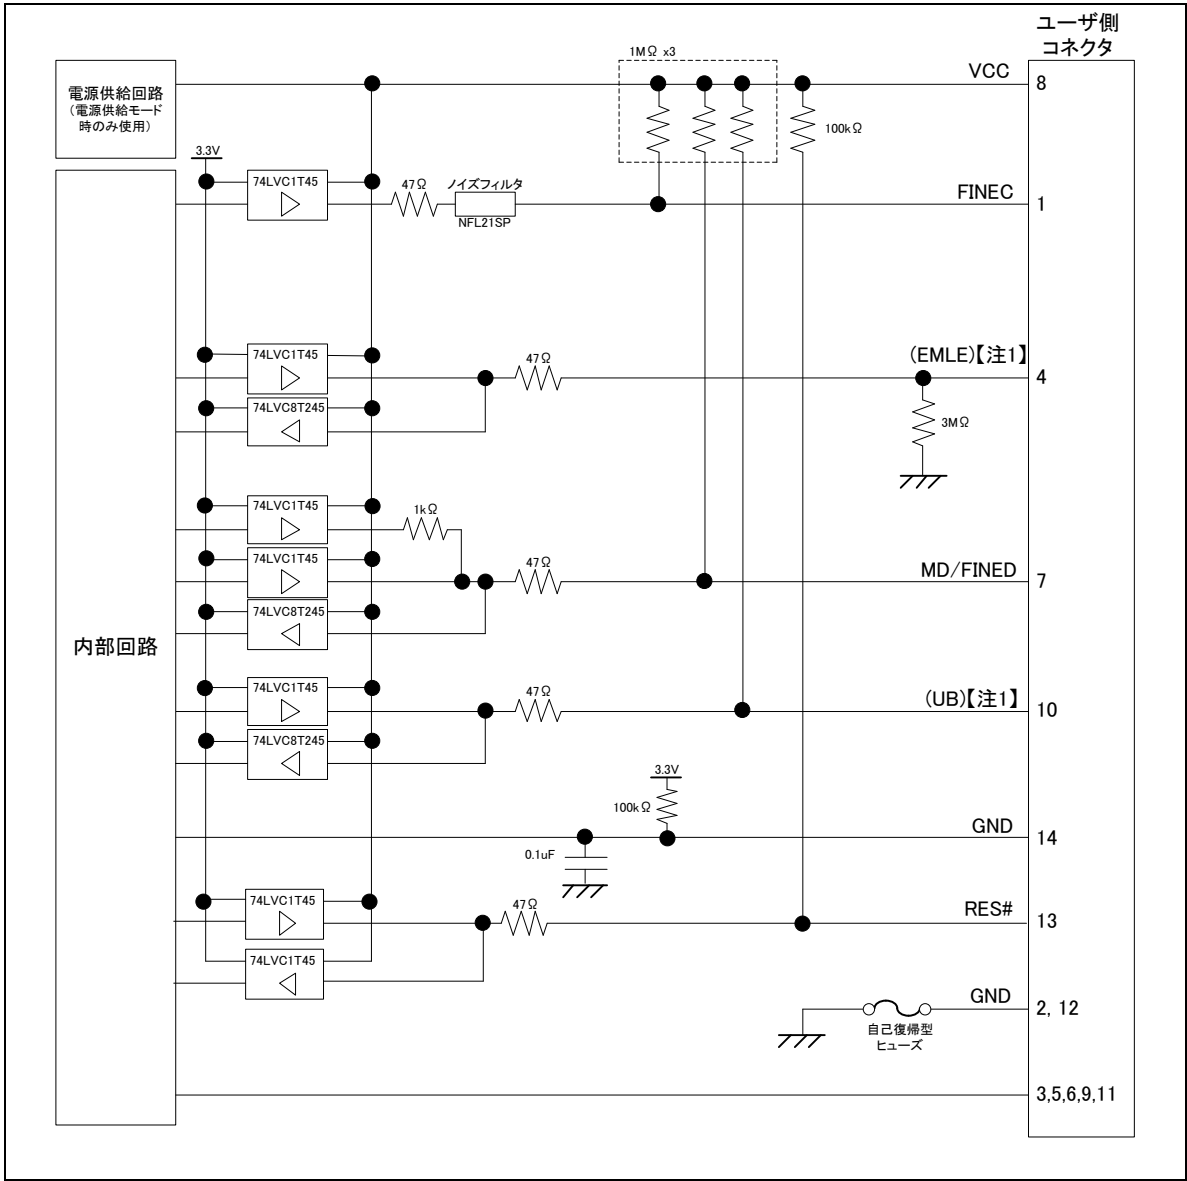 ユーザ側
コネクタ
1MΩ x3
VCC
8
電源供給回路
(電源供給モード
時のみ使用)
100kΩ
3.3V
74LVC1T45
47Ω
ノイズフィルタ
NFL21SP
FINEC
1
74LVC1T45
47Ω
(EMLE)【注1】
4
74LVC8T245
3MΩ
74LVC1T45
1kΩ
74LVC1T45
47Ω
MD/FINED
7
74LVC8T245
内部回路
74LVC1T45
47Ω
(UB)【注1】
10
74LVC8T245
3.3V
100kΩ
GND
14
0.1uF
74LVC1T45
47Ω
RES#
13
74LVC1T45
GND
2, 12
自己復帰型
ヒューズ
3,5,6,9,11